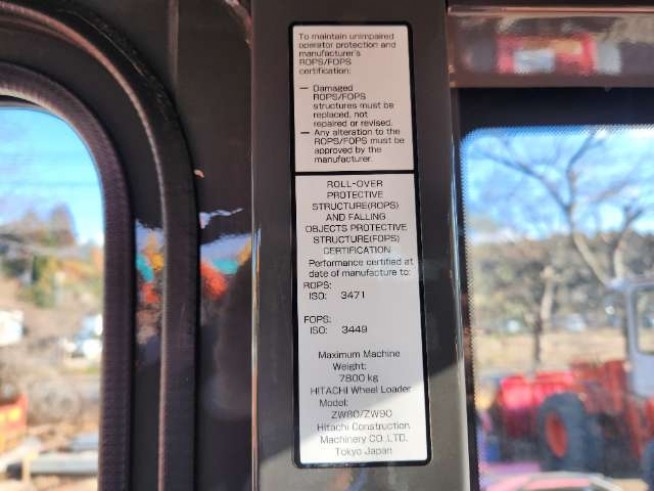 To maintain unimpaired
operator protection and
manufacturer's
ROPS/FOPS
certification:
— Damaged
ROPS/FOPS
structures must be
replaced, not
repaired or revised.
— Any alteration to the
ROPS/FOPS must be
approved by the
manufacturer.
ROLL-OVER
PROTECTIVE
STRUCTURE(ROPS)
AND FALLING
OBJECTS PROTECTIVE
STRUCTURE(FOPS)
CERTIFICATION
Performance certified at
date of manufacture to:
ROPS:
ISO: 3471
FOPS:
ISO: 3449
Maximum Machine
Weight:
7800 kg
HITACHI Wheel Loader
Model:
ZW80/ZW90
Hitachi Construction
Machinery CO.,LTD.
Tokyo Japan